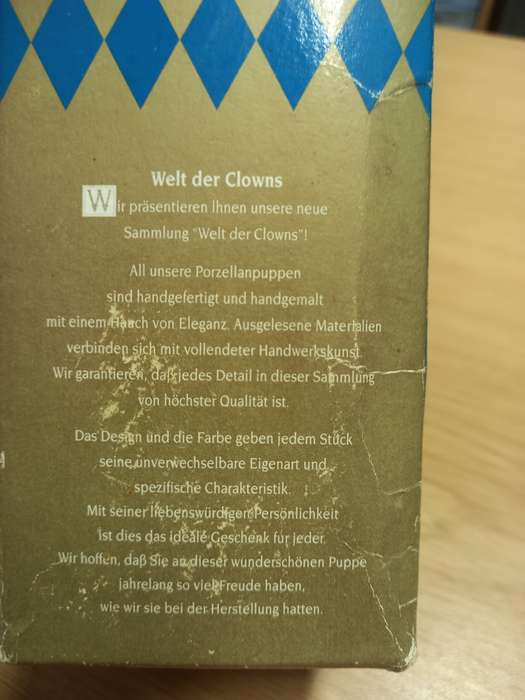 Welt der Clowns
Wir präsentieren Ihnen unsere neue
Sammlung "Welt der Clowns"!
All unsere Porzellanpuppen
sind handgefertigt und handgemalt
mit einem Hauch von Eleganz. Ausgelesene Materialien
verbinden sich mit vollendeter Handwerkskunst.
Wir garantieren, daß jedes Detail in dieser Sammlung
von höchster Qualität ist.
Das Design und die Farbe geben jedem Stück
seine unverwechselbare Eigenart und
spezifische Charakteristik.
Mit seiner liebenswürdigen Persönlichkeit
ist dies das ideale Geschenk für jeden.
Wir hoffen, daß Sie an dieser wunderschönen Puppe
jahrelang so viel Freude haben,
wie wir sie bei der Herstellung hatten.